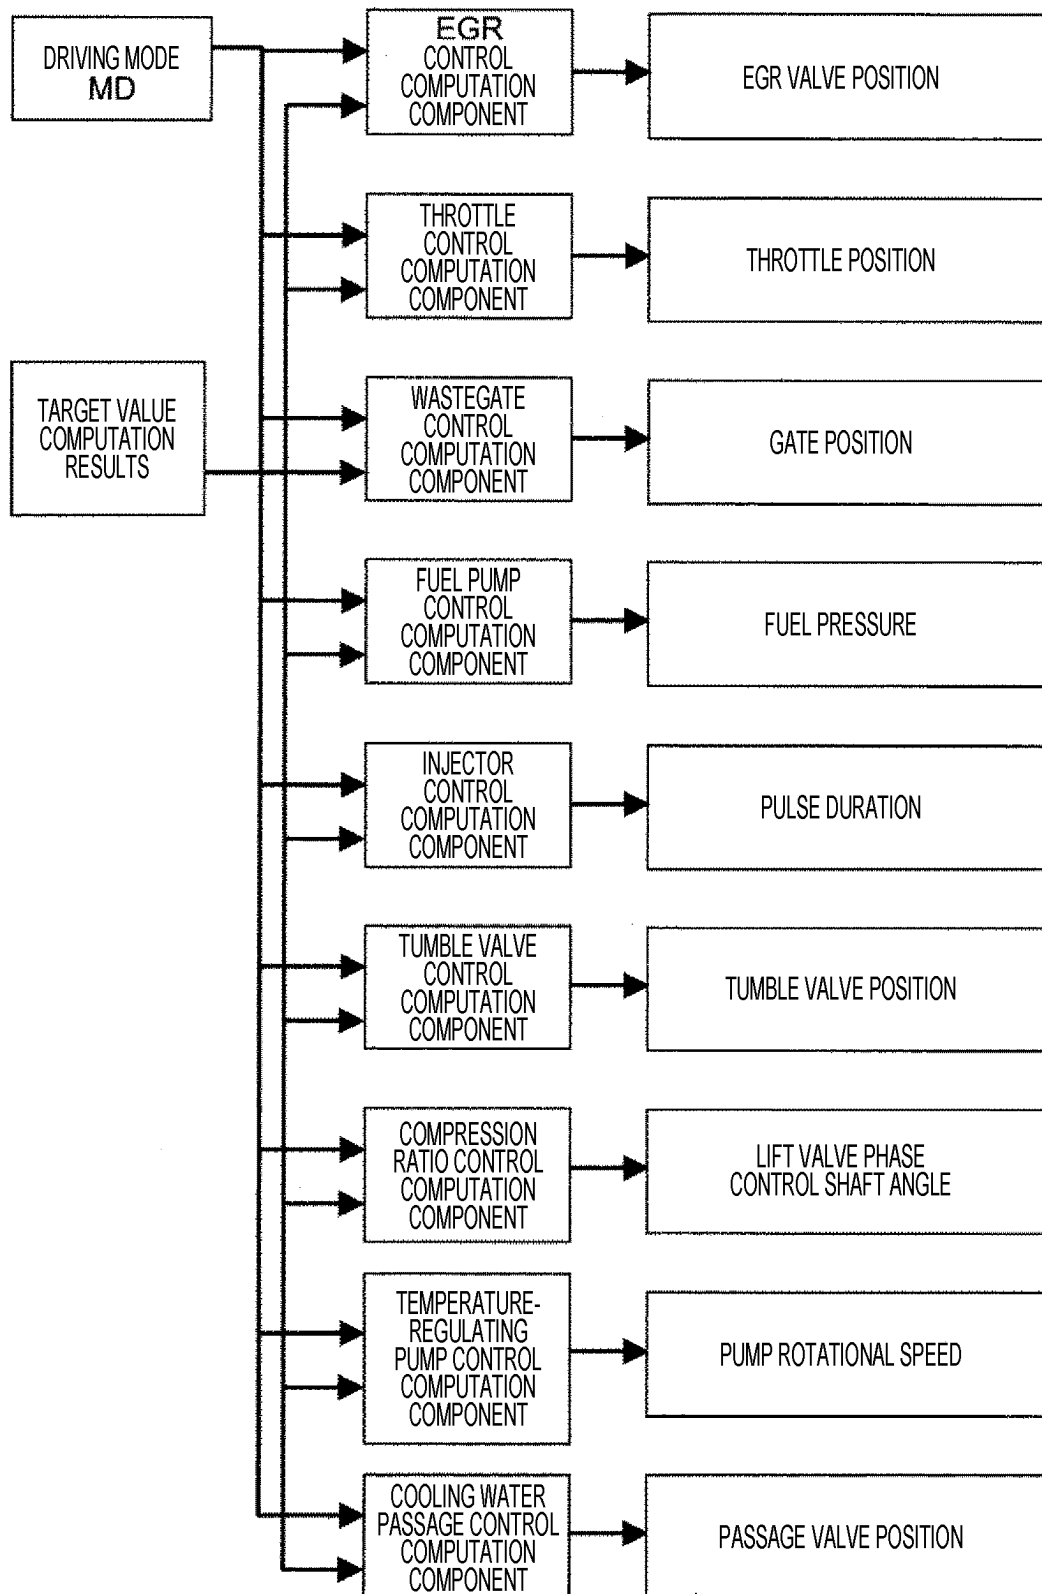 DRIVING MODE
MD
EGR
CONTROL
COMPUTATION
COMPONENT
EGR VALVE POSITION
THROTTLE
CONTROL
COMPUTATION
COMPONENT
THROTTLE POSITION
TARGET VALUE
COMPUTATION
RESULTS
WASTEGATE
CONTROL
COMPUTATION
COMPONENT
GATE POSITION
FUEL PUMP
CONTROL
COMPUTATION
COMPONENT
FUEL PRESSURE
INJECTOR
CONTROL
COMPUTATION
COMPONENT
PULSE DURATION
TUMBLE VALVE
CONTROL
COMPUTATION
COMPONENT
TUMBLE VALVE POSITION
COMPRESSION
RATIO CONTROL
COMPUTATION
COMPONENT
LIFT VALVE PHASE
CONTROL SHAFT ANGLE
TEMPERATURE-
REGULATING
PUMP CONTROL
COMPUTATION
COMPONENT
PUMP ROTATIONAL SPEED
COOLING WATER
PASSAGE CONTROL
COMPUTATION
COMPONENT
PASSAGE VALVE POSITION